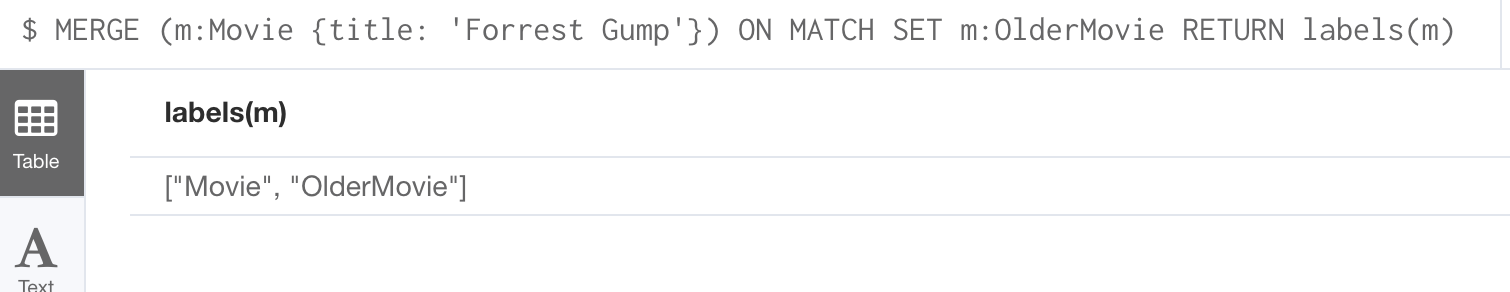 $ MERGE (m:Movie {title: 'Forrest Gump'}) ON MATCH SET m:OlderMovie RETURN labels(m)
labels(m)
Table
["Movie", "OlderMovie"]
A
Text